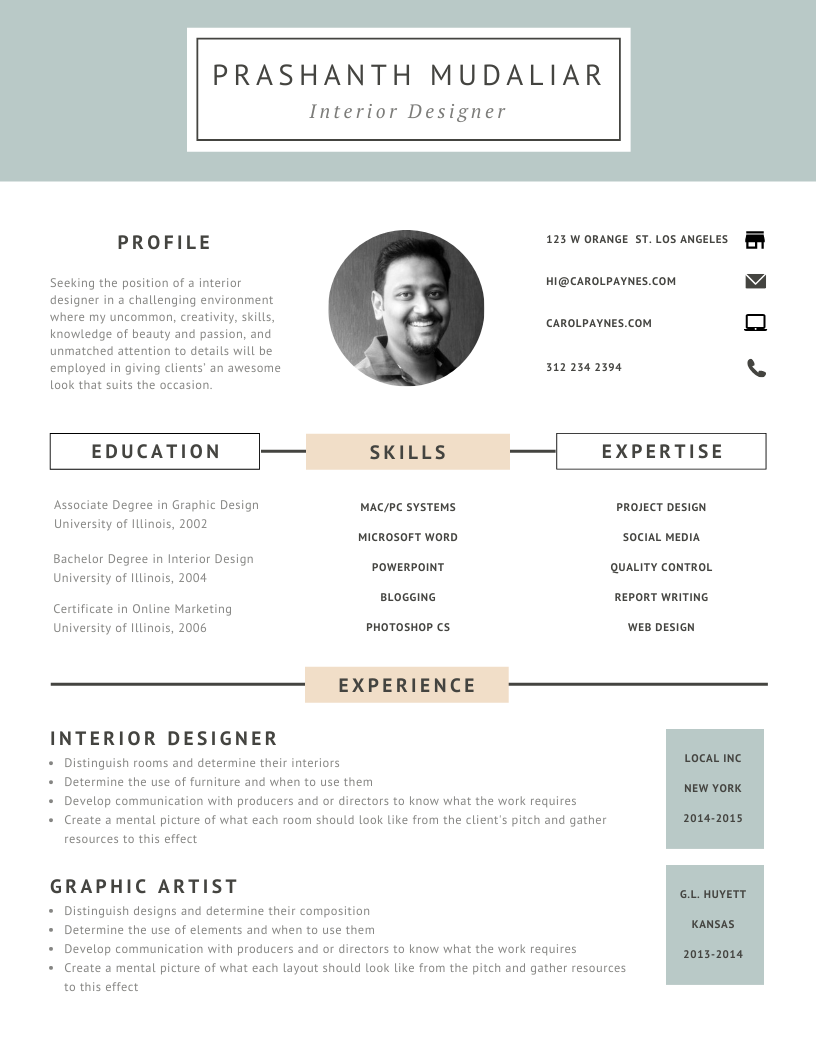 PRASHANTH MUDALIAR
Interior Designer
PROFILE
Seeking the position of a interior
designer in a challenging environment
where my uncommon, creativity, skills,
knowledge of beauty and passion, and
unmatched attention to details will be
employed in giving clients' an awesome
look that suits the occasion.
123 W ORANGE ST. LOS ANGELES
HI@CAROLPAYNES.COM
CAROLPAYNES.COM
312 234 2394
EDUCATION
Associate Degree in Graphic Design
University of Illinois, 2002
Bachelor Degree in Interior Design
University of Illinois, 2004
Certificate in Online Marketing
University of Illinois, 2006
SKILLS
MAC/PC SYSTEMS
MICROSOFT WORD
POWERPOINT
BLOGGING
PHOTOSHOP CS
EXPERTISE
PROJECT DESIGN
SOCIAL MEDIA
QUALITY CONTROL
REPORT WRITING
WEB DESIGN
EXPERIENCE
INTERIOR DESIGNER
• Distinguish rooms and determine their interiors
• Determine the use of furniture and when to use them
• Develop communication with producers and or directors to know what the work requires
• Create a mental picture of what each room should look like from the client's pitch and gather
resources to this effect
LOCAL INC
NEW YORK
2014-2015
GRAPHIC ARTIST
• Distinguish designs and determine their composition
• Determine the use of elements and when to use them
• Develop communication with producers and or directors to know what the work requires
• Create a mental picture of what each layout should look like from the pitch and gather resources
to this effect
G.L. HUYETT
KANSAS
2013-2014